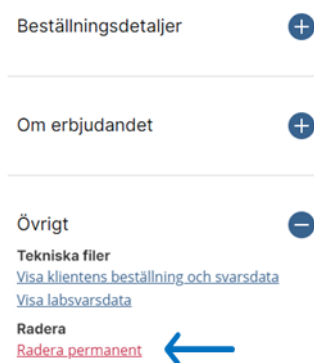 Beställningsdetaljer
Om erbjudandet
Övrigt
Tekniska filer
Visa klientens beställning och svarsdata
Visa labsvarsdata
Radera
Radera permanent